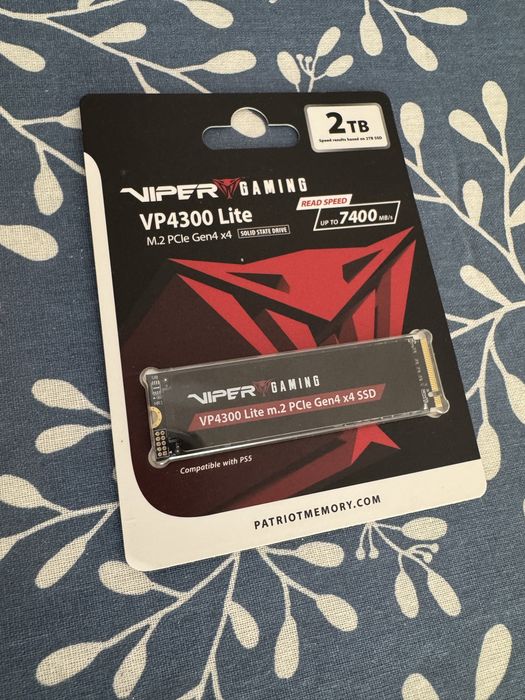 2TB
Speed results based on 2TB SSD
VIPER GAMING
VP4300 Lite
M.2 PCIe Gen4 x4 SOLID STATE DRIVE
READ SPEED
UP TO 7400 MB/s
VIPER GAMING
VP4300 Lite m.2 PCIe Gen4 x4 SSD
Compatible with PS5
PATRIOTMEMORY.COM